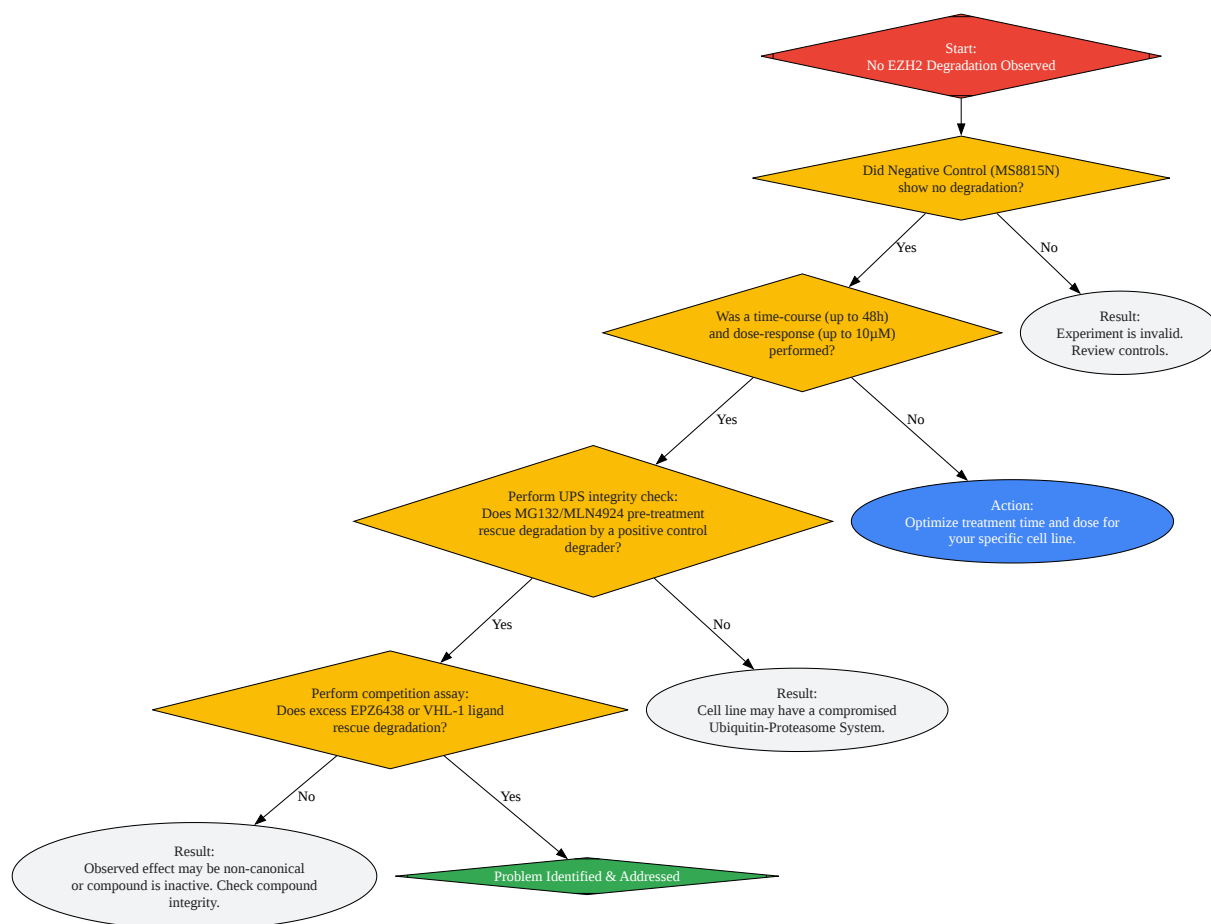 Start:
No EZH2 Degradation Observed
Did Negative Control (MS8815N)
show no degradation?
Yes
No
Was a time-course (up to 48h)
and dose-response (up to 10µM)
performed?
Result:
Experiment is invalid.
Review controls.
Yes
No
Perform UPS integrity check:
Does MG132/MLN4924 pre-treatment
rescue degradation by a positive control
degrader?
Action:
Optimize treatment time and dose for
your specific cell line.
Yes
No
Perform competition assay:
Does excess EPZ6438 or VHL-1 ligand
rescue degradation?
Result:
Cell line may have a compromised
Ubiquitin-Proteasome System.
No
Yes
Result:
Observed effect may be non-canonical
or compound is inactive. Check compound
integrity.
Problem Identified & Addressed